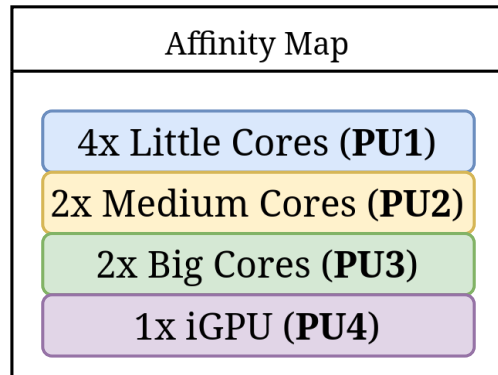 Affinity Map
4x Little Cores (PU1)
2x Medium Cores (PU2)
2x Big Cores (PU3)
1x iGPU (PU4)